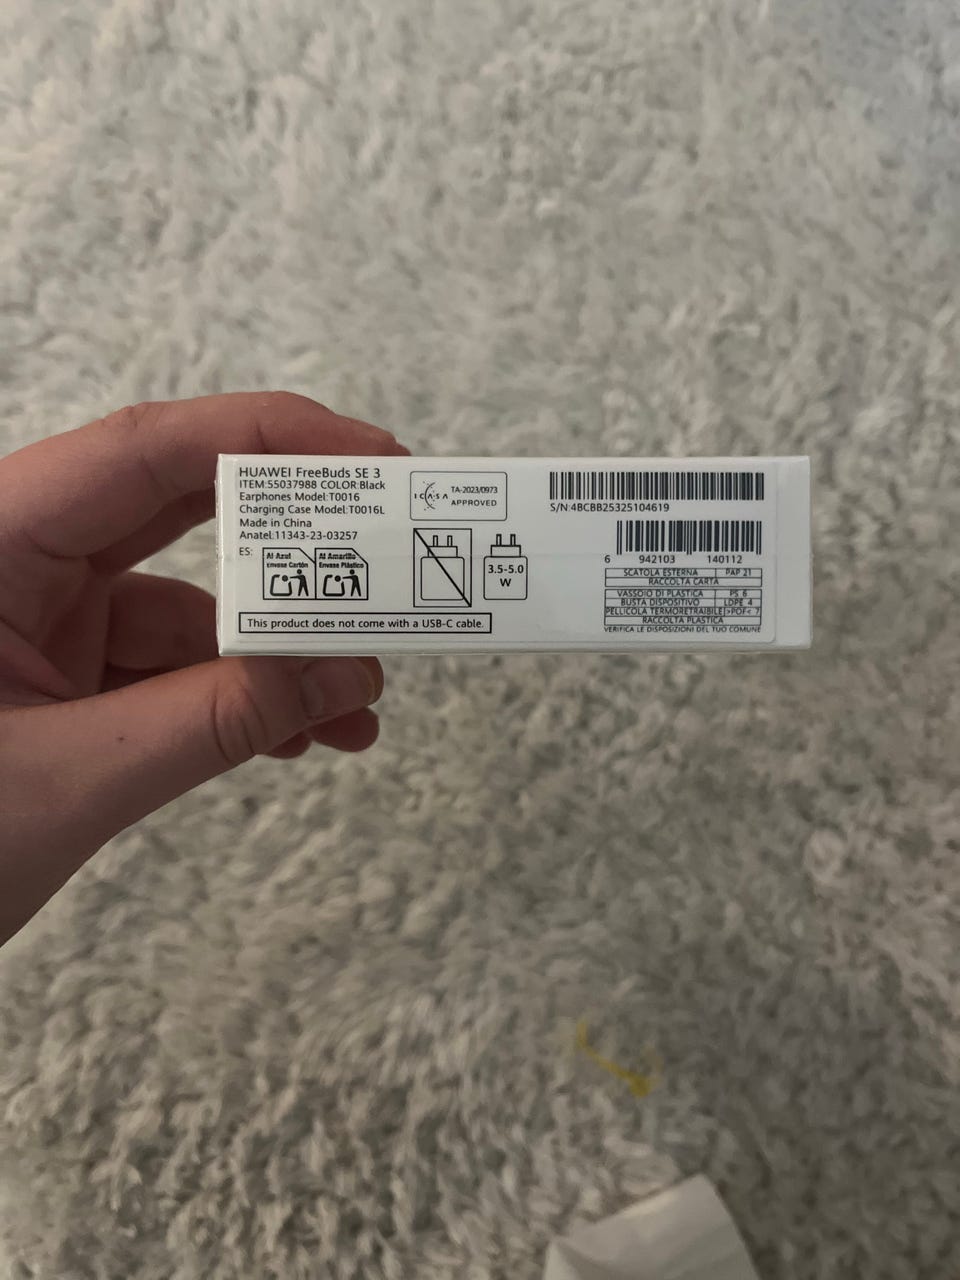 HUAWEI FreeBuds SE 3
ITEM:55037988 COLOR:Black
Earphones Model:T0016
Charging Case Model:T0016L
Made in China
Anatel:11343-23-03257
ES:
Al Azul
Envase Cartón
Al Amarillo
Envase Plástico
This product does not come with a USB-C cable.
ICASA
TA-2023/0973
APPROVED
3.5-5.0
W
S/N:4BCBB25325104619
6 942103 140112
SCATOLA ESTERNA PAP 21
RACCOLTA CARTA
VASSOIO DI PLASTICA PS 6
BUSTA DISPOSITIVO LDPE 4
PELLICOLA TERMORETRAIBILE >POF< 7
RACCOLTA PLASTICA
VERIFICA LE DISPOSIZIONI DEL TUO COMUNE